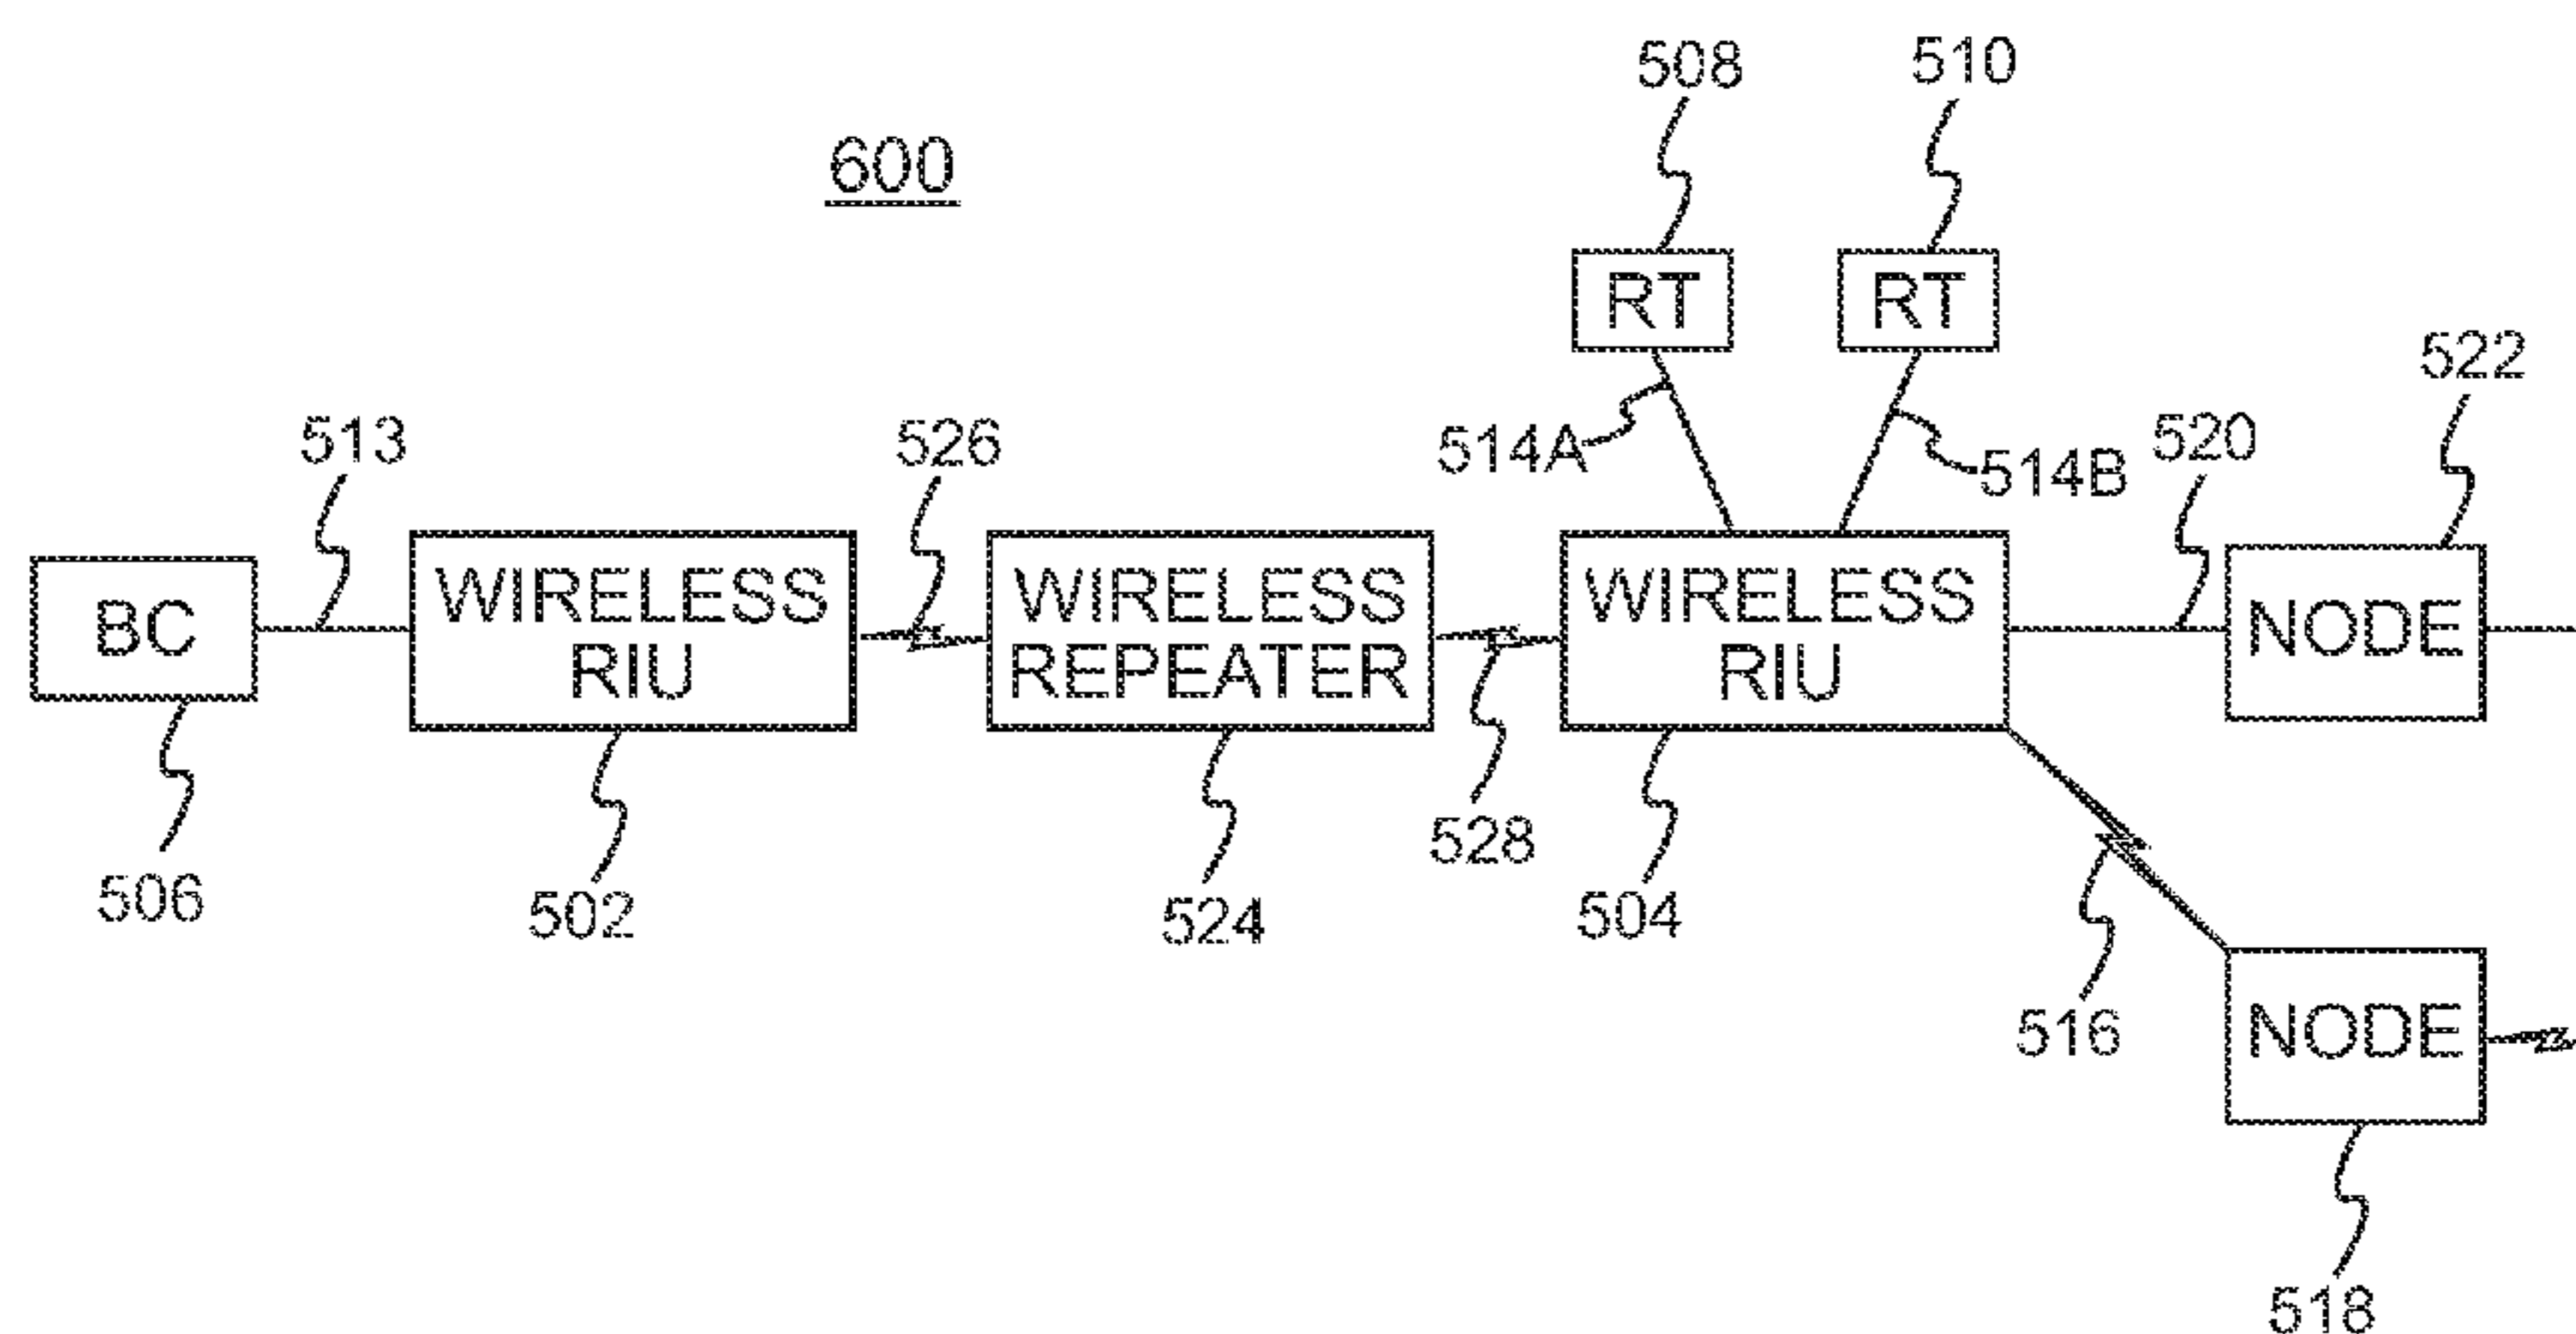 508
510
600
RT
RT
522
513
526
514A
514B
520
BC
WIRELESS
RIU
WIRELESS
REPEATER
WIRELESS
RIU
NODE
506
502
524
528
504
516
NODE
518